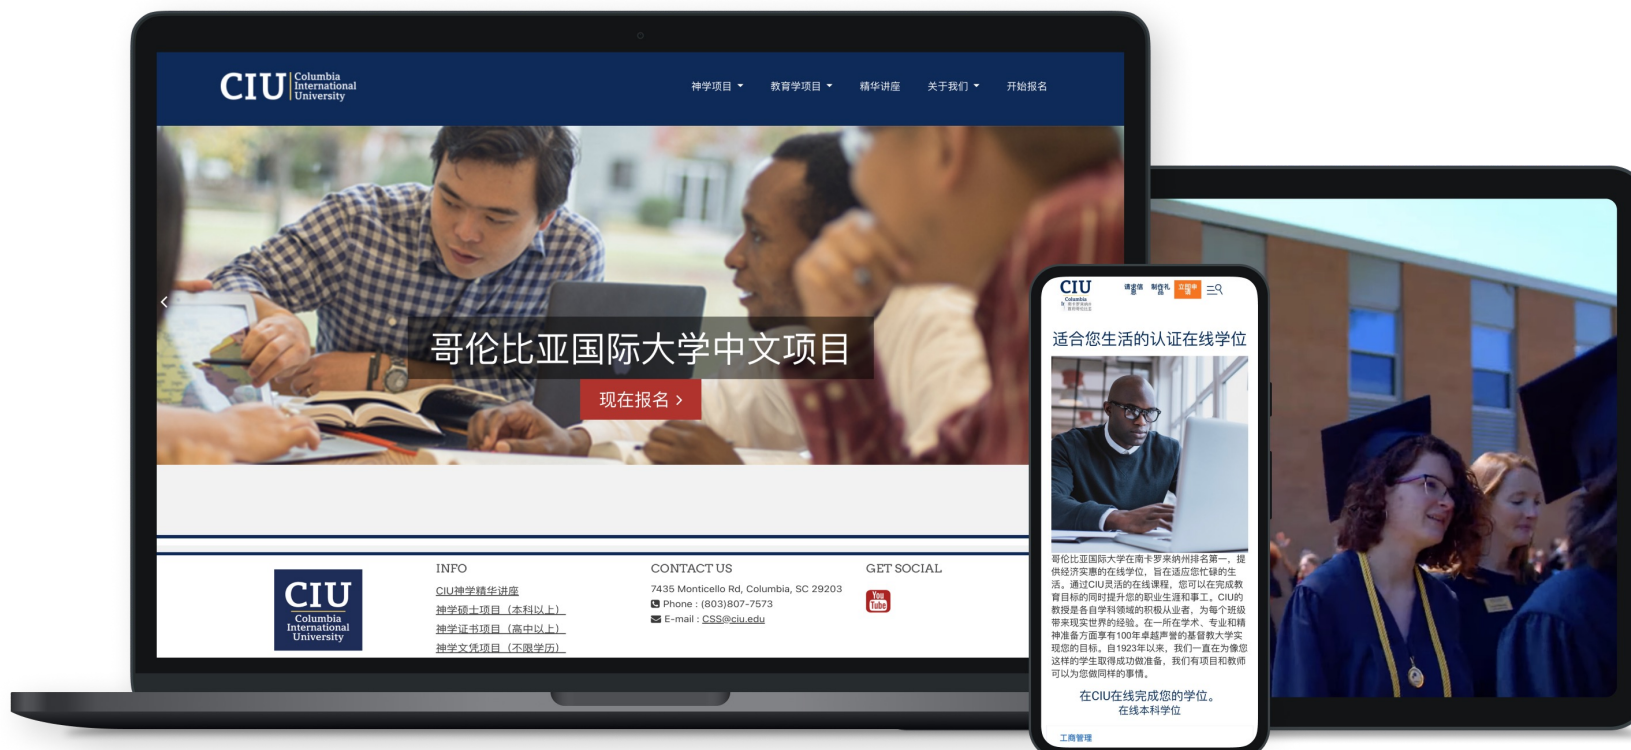 CIU
Columbia
International
University
神学项目
教育学项目
精华讲座
关于我们
开始报名
哥伦比亚国际大学中文项目
现在报名
CIU
Columbia
International
University
INFO
CIU神学精华讲座
神学硕士项目（本科以上）
神学证书项目（高中以上）
神学文凭项目（不限学历）
CONTACT US
7435 Monticello Rd, Columbia, SC 29203
Phone : (803)807-7573
E-mail : CSS@ciu.edu
GET SOCIAL
You
Tube
CIU
Columbia
请求信息
制作礼品
立即申请
适合您生活的认证在线学位
哥伦比亚国际大学在南卡罗来纳州排名第一，提
供经济实惠的在线学位，旨在适应您忙碌的生
活。通过CIU灵活的在线课程，您可以在完成教
育目标的同时提升您的职业生涯和事工。CIU的
教授是各自学科领域的积极从业者，为每个班级
带来现实世界的经验。在一所在学术、专业和精
神准备方面享有100年卓越声誉的基督教大学实
现您的目标。自1923年以来，我们一直在为像您
这样的学生取得成功做准备，我们有项目和教师
可以为您做同样的事情。
在CIU在线完成您的学位。
在线本科学位
工商管理